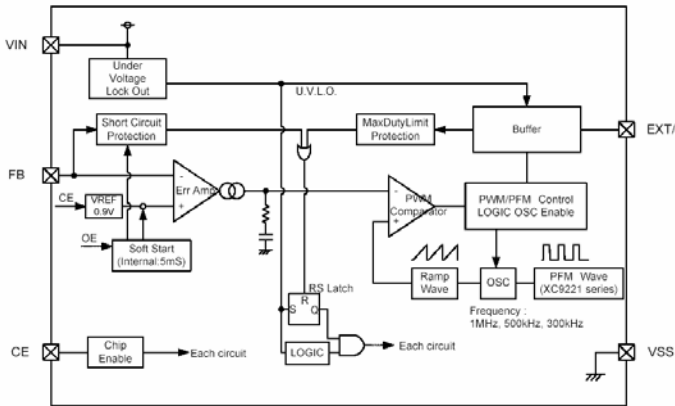 VIN
Under
Voltage
Lock Out
U.V.L.O.
Short Circuit
Protection
MaxDutyLimit
Protection
Buffer
EXT/
FB
CE
VREF
0.9V
-
+
Err Amp
-
+
PWM
Comparator
PWM/PFM Control
LOGIC OSC Enable
OE
Soft Start
(Internal:5mS)
Ramp
Wave
OSC
PFM Wave
(XC9221 series)
Frequency :
1MHz, 500kHz, 300kHz
RS Latch
R
S
Q
LOGIC
Each circuit
CE
Chip
Enable
Each circuit
VSS